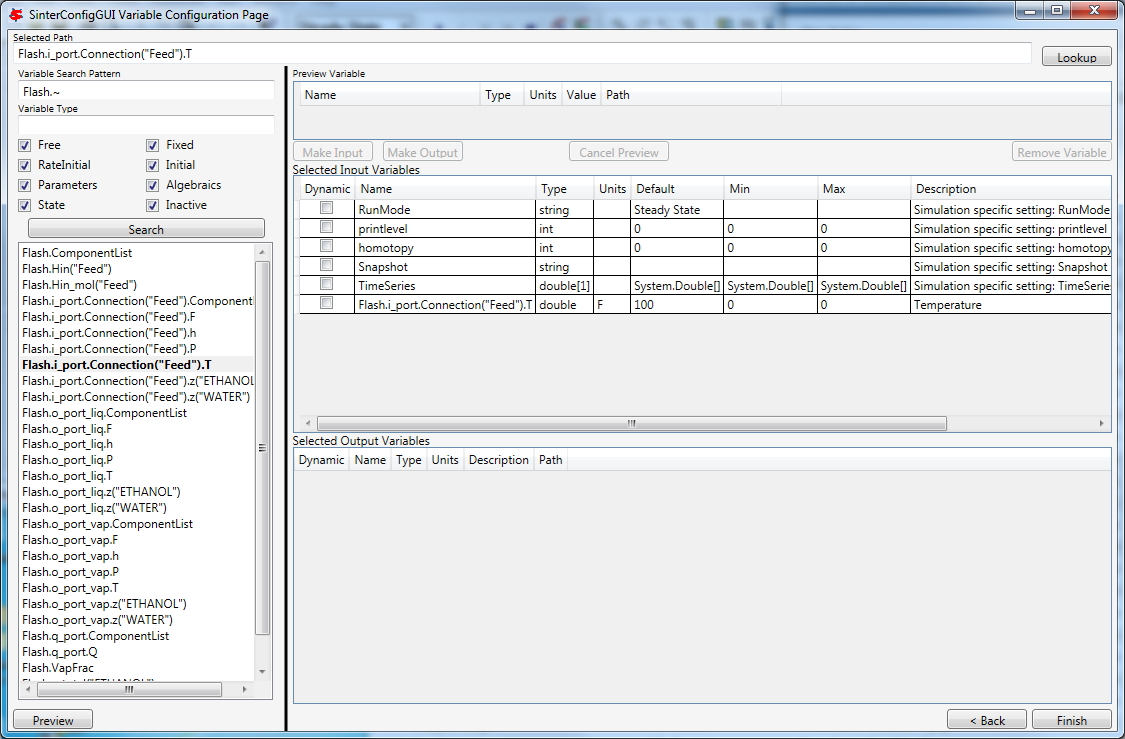 SinterConfigGUI Variable Configuration Page
Selected Path
Flash.i_port.Connection("Feed").T
Lookup
Variable Search Pattern
Flash.~
Variable Type
Free Fixed
RateInitial Initial
Parameters Algebraics
State Inactive
Search
Flash.ComponentList
Flash.Hin("Feed")
Flash.Hin_mol("Feed")
Flash.i_port.Connection("Feed").Component
Flash.i_port.Connection("Feed").F
Flash.i_port.Connection("Feed").h
Flash.i_port.Connection("Feed").P
Flash.i_port.Connection("Feed").T
Flash.i_port.Connection("Feed").z("ETHANOL
Flash.i_port.Connection("Feed").z("WATER")
Flash.o_port_liq.ComponentList
Flash.o_port_liq.F
Flash.o_port_liq.h
Flash.o_port_liq.P
Flash.o_port_liq.T
Flash.o_port_liq.z("ETHANOL")
Flash.o_port_liq.z("WATER")
Flash.o_port_vap.ComponentList
Flash.o_port_vap.F
Flash.o_port_vap.h
Flash.o_port_vap.P
Flash.o_port_vap.T
Flash.o_port_vap.z("ETHANOL")
Flash.o_port_vap.z("WATER")
Flash.q_port.ComponentList
Flash.q_port.Q
Flash.VapFrac
Preview
Preview Variable
Name Type Units Value Path
Make Input Make Output Cancel Preview Remove Variable
Selected Input Variables
Dynamic Name Type Units Default Min Max Description
RunMode string Steady State Simulation specific setting: RunMode
printlevel int 0 0 0 Simulation specific setting: printlevel
homotopy int 0 0 0 Simulation specific setting: homotopy
Snapshot string Simulation specific setting: Snapshot
TimeSeries double[1] System.Double[] System.Double[] System.Double[] Simulation specific setting: TimeSeries
Flash.i_port.Connection("Feed").T double F 100 0 0 Temperature
Selected Output Variables
Dynamic Name Type Units Description Path
< Back Finish